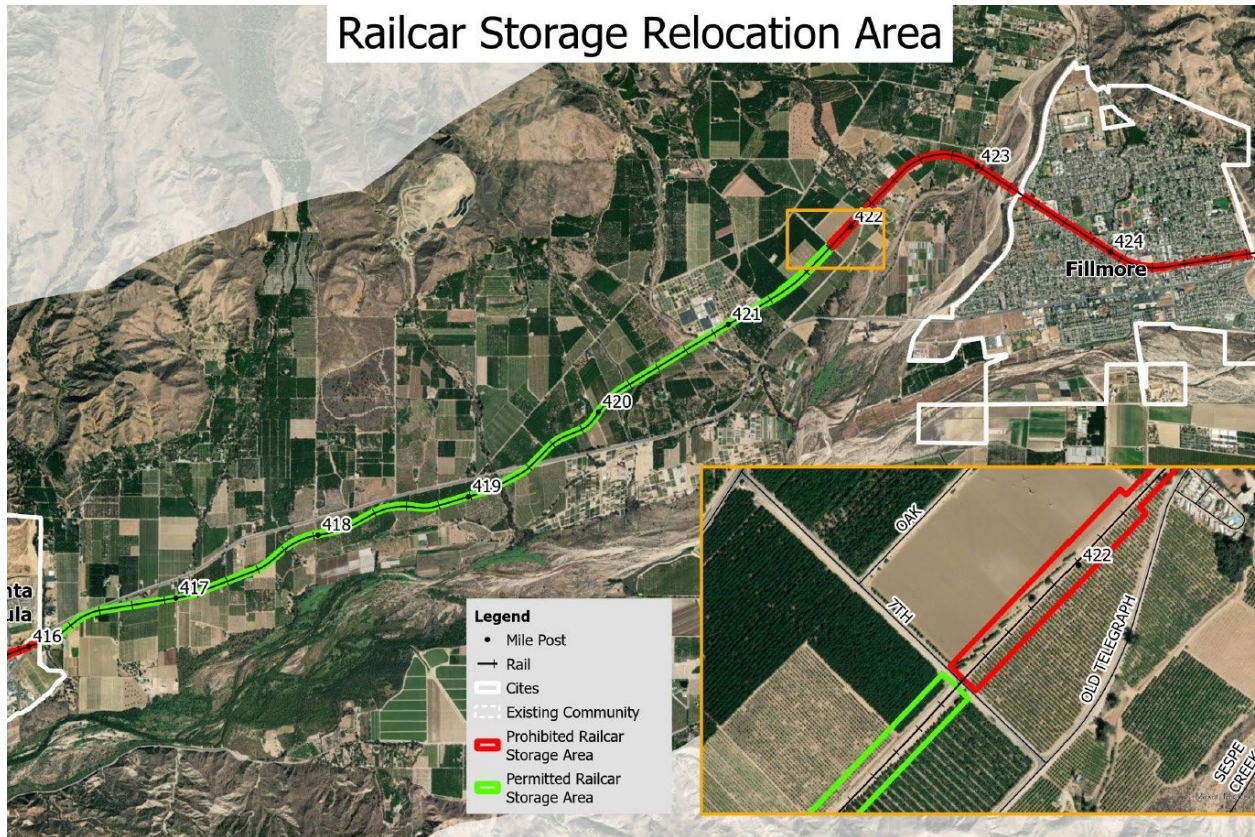 Railcar Storage Relocation Area
423
422
424
Fillmore
421
420
419
418
417
nta
ula
416
Legend
Mile Post
Rail
Cites
Existing Community
Prohibited Railcar
Storage Area
Permitted Railcar
Storage Area
OAK
422
7TH
OLD TELEGRAPH
SESPE
CREEK